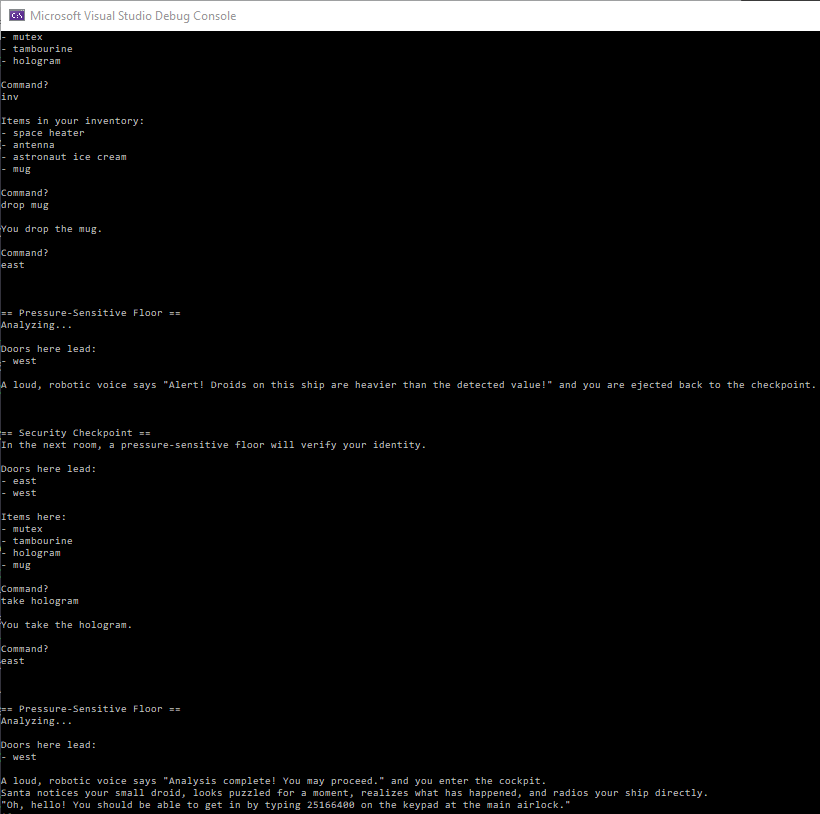 C:\ Microsoft Visual Studio Debug Console
- mutex
- tambourine
- hologram
Command?
inv
Items in your inventory:
- space heater
- antenna
- astronaut ice cream
- mug
Command?
drop mug
You drop the mug.
Command?
east
== Pressure-Sensitive Floor ==
Analyzing...
Doors here lead:
- west
A loud, robotic voice says "Alert! Droids on this ship are heavier than the detected value!" and you are ejected back to the checkpoint.
== Security Checkpoint ==
In the next room, a pressure-sensitive floor will verify your identity.
Doors here lead:
- east
- west
Items here:
- mutex
- tambourine
- hologram
- mug
Command?
take hologram
You take the hologram.
Command?
east
== Pressure-Sensitive Floor ==
Analyzing...
Doors here lead:
- west
A loud, robotic voice says "Analysis complete! You may proceed." and you enter the cockpit.
Santa notices your small droid, looks puzzled for a moment, realizes what has happened, and radios your ship directly.
"Oh, hello! You should be able to get in by typing 25166400 on the keypad at the main airlock."